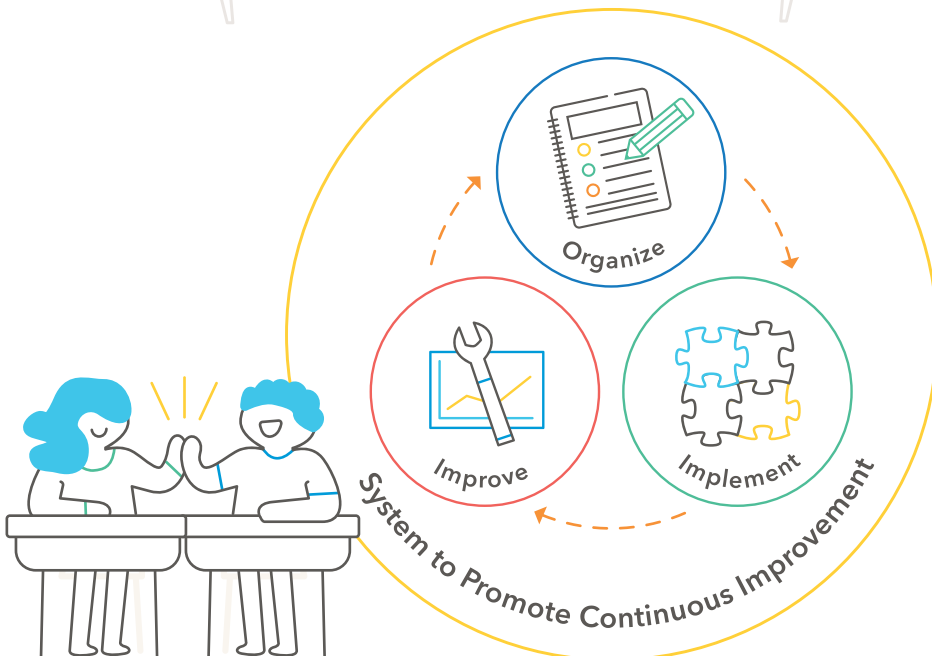 Organize
Improve
Implement
System to Promote Continuous Improvement